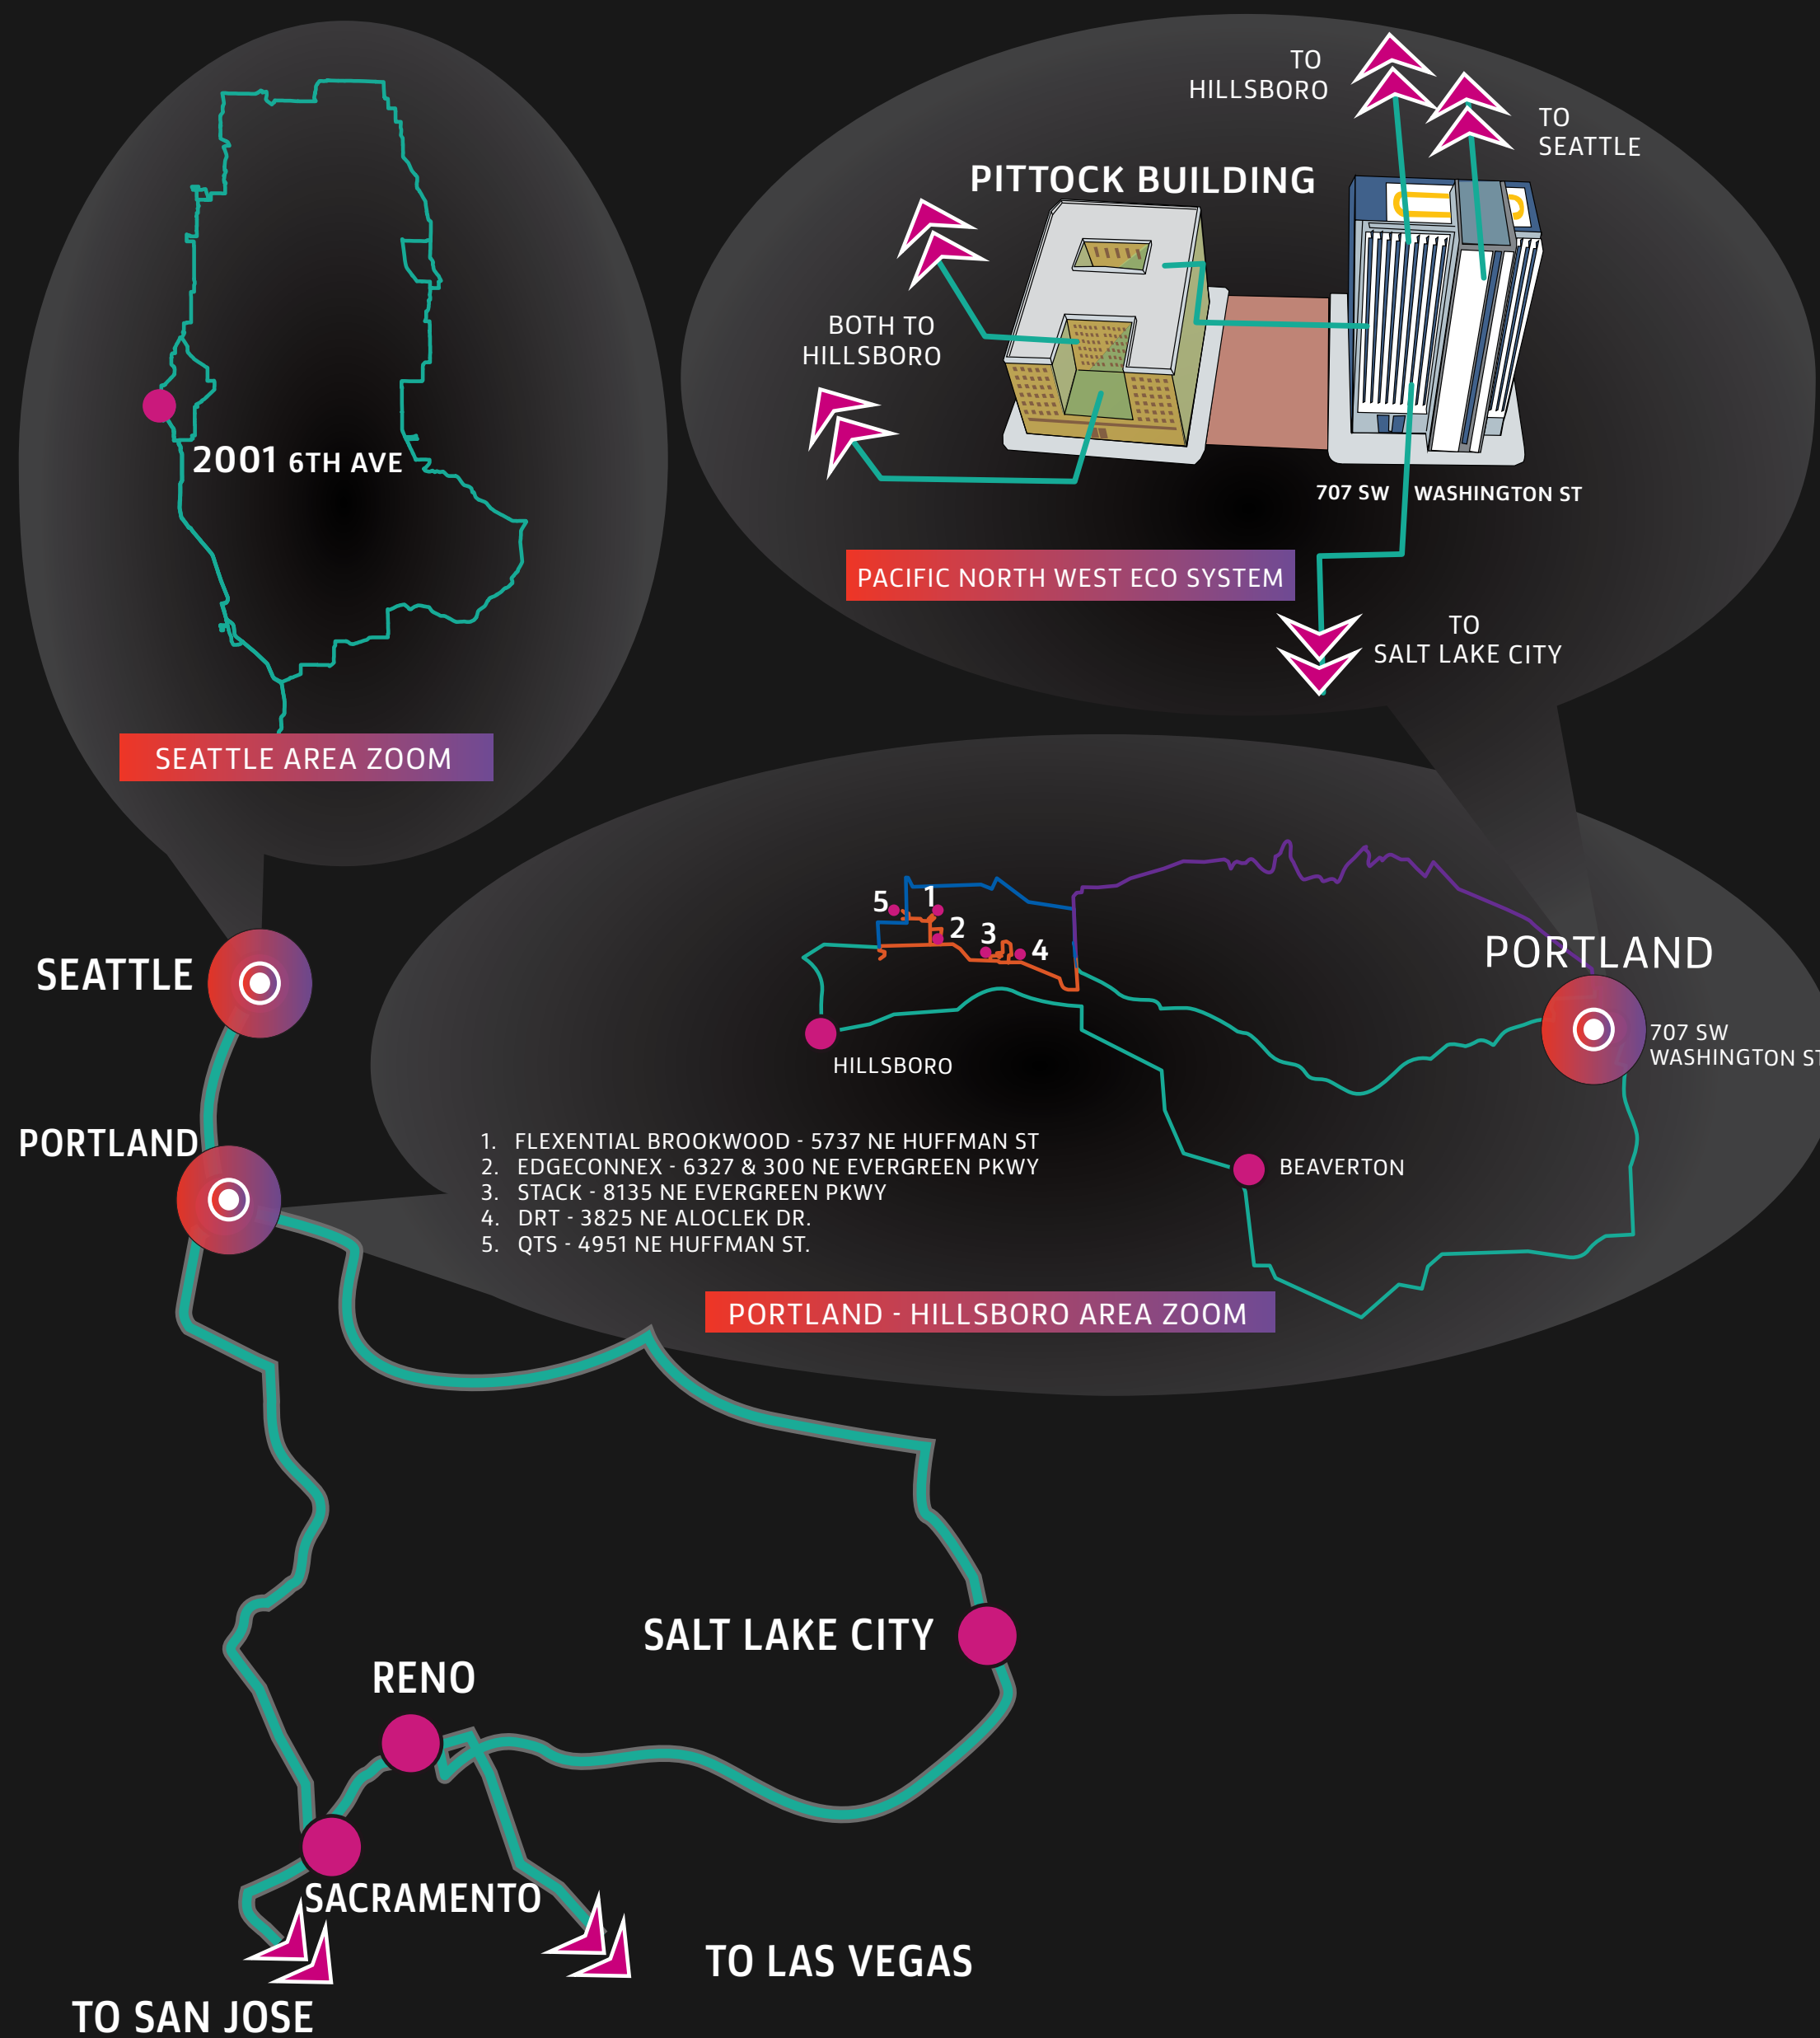 TO
HILLSBORO
TO
SEATTLE
PITTOCK BUILDING
BOTH TO
HILLSBORO
2001 6TH AVE
707 SW WASHINGTON ST
PACIFIC NORTH WEST ECO SYSTEM
TO
SALT LAKE CITY
SEATTLE AREA ZOOM
5
1
2
3
4
PORTLAND
SEATTLE
707 SW
WASHINGTON ST
HILLSBORO
PORTLAND
1. FLEXENTIAL BROOKWOOD - 5737 NE HUFFMAN ST
2. EDGECONNEX - 6327 & 300 NE EVERGREEN PKWY
3. STACK - 8135 NE EVERGREEN PKWY
4. DRT - 3825 NE ALOCLEK DR.
5. QTS - 4951 NE HUFFMAN ST.
BEAVERTON
PORTLAND - HILLSBORO AREA ZOOM
SALT LAKE CITY
RENO
SACRAMENTO
TO LAS VEGAS
TO SAN JOSE